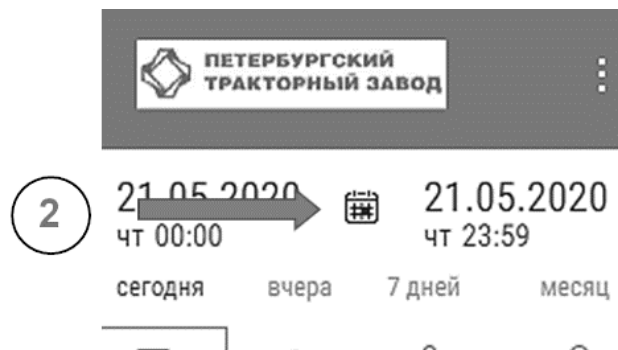 ПЕТЕРБУРГСКИЙ
ТРАКТОРНЫЙ ЗАВОД
2
21.05.2020 21.05.2020
чт 00:00 чт 23:59
сегодня вчера 7 дней месяц